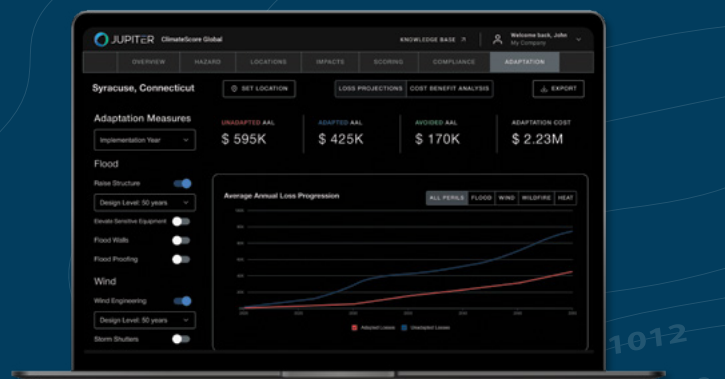 JUPITER ClimateScore Global
KNOWLEDGE BASE
Welcome back, John
My Company
OVERVIEW HAZARD LOCATIONS IMPACTS SCORING COMPLIANCE ADAPTATION
Syracuse, Connecticut
SET LOCATION
LOSS PROJECTIONS COST BENEFIT ANALYSIS
EXPORT
Adaptation Measures
Implementation Year
UNADAPTED AAL
$ 595K
ADAPTED AAL
$ 425K
AVOIDED AAL
$ 170K
ADAPTATION COST
$ 2.23M
Flood
Raise Structure
Design Level: 50 years
Elevate Sensitive Equipment
Flood Walls
Flood Proofing
Wind
Wind Engineering
Design Level: 50 years
Storm Shutters
Average Annual Loss Progression
ALL PERILS FLOOD WIND WILDFIRE HEAT
Adapted Losses Unadapted Losses
1012